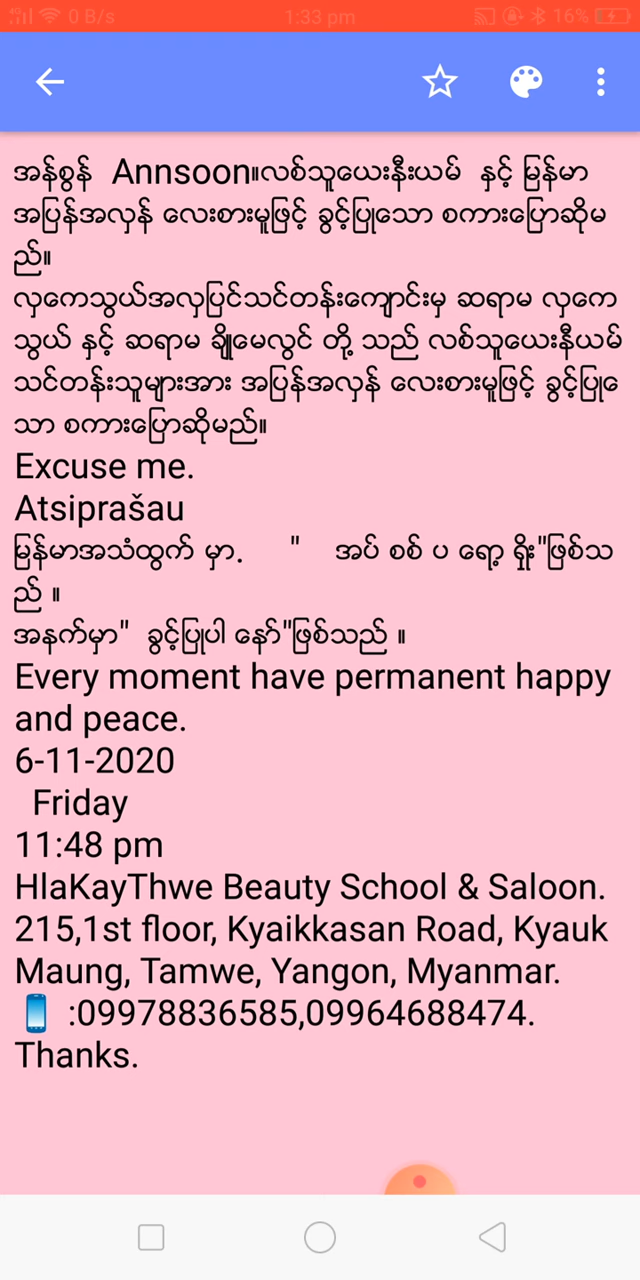 4G 0 B/s 1:33 pm 16%
အန်စွန် Annsoon။လစ်သူယေးနီးယမ် နှင့် မြန်မာ
အပြန်အလှန် လေးစားမူဖြင့် ခွင့်ပြုသော စကားပြောဆိုမ
ည်။
လှကေသွယ်အလှပြင်သင်တန်းကျောင်းမှ ဆရာမ လှကေ
သွယ် နှင့် ဆရာမ ချိုမေလွင် တို့ သည် လစ်သူယေးနီယမ်
သင်တန်းသူများအား အပြန်အလှန် လေးစားမူဖြင့် ခွင့်ပြုေ
သာ စကားပြောဆိုမည်။
Excuse me.
Atsiprašau
မြန်မာအသံထွက် မှာ. " အပ် စစ် ပ ရော့ ရှိုး"ဖြစ်သ
ည် ။
အနက်မှာ" ခွင့်ပြုပါ နော်"ဖြစ်သည် ။
Every moment have permanent happy
and peace.
6-11-2020
Friday
11:48 pm
HlaKayThwe Beauty School & Saloon.
215,1st floor, Kyaikkasan Road, Kyauk
Maung, Tamwe, Yangon, Myanmar.
📱 :09978836585,09964688474.
Thanks.